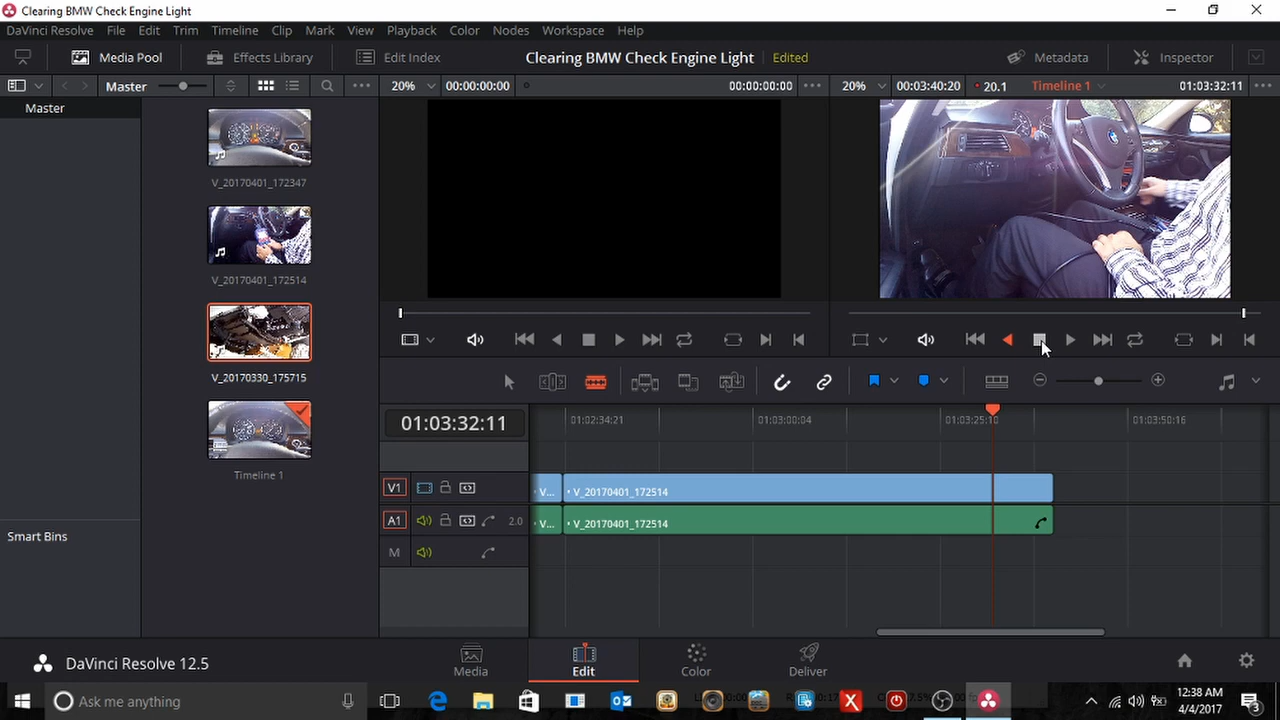 Clearing BMW Check Engine Light
DaVinci Resolve File Edit Trim Timeline Clip Mark View Playback Color Nodes Workspace Help
Media Pool Effects Library Edit Index Clearing BMW Check Engine Light Edited Metadata Inspector
Master 20% 00:00:00:00 00:00:00:00 20% 00:03:40:20 20.1 Timeline 1 01:03:32:11
Master
V_20170401_172347
V_20170401_172514
V_20170330_175715
Timeline 1
01:03:32:11
01:02:34:21 01:03:00:04 01:03:25:10 01:03:50:16
V1 V... V_20170401_172514
A1 2.0 V... V_20170401_172514
M
Smart Bins
DaVinci Resolve 12.5
Media Edit Color Deliver
Ask me anything
12:38 AM
4/4/2017
3